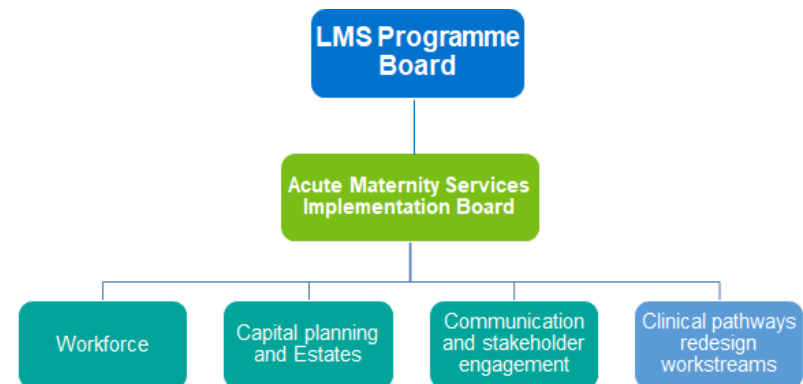 LMS Programme
Board
Acute Maternity Services
Implementation Board
Workforce
Capital planning
and Estates
Communication
and stakeholder
engagement
Clinical pathways
redesign
workstreams